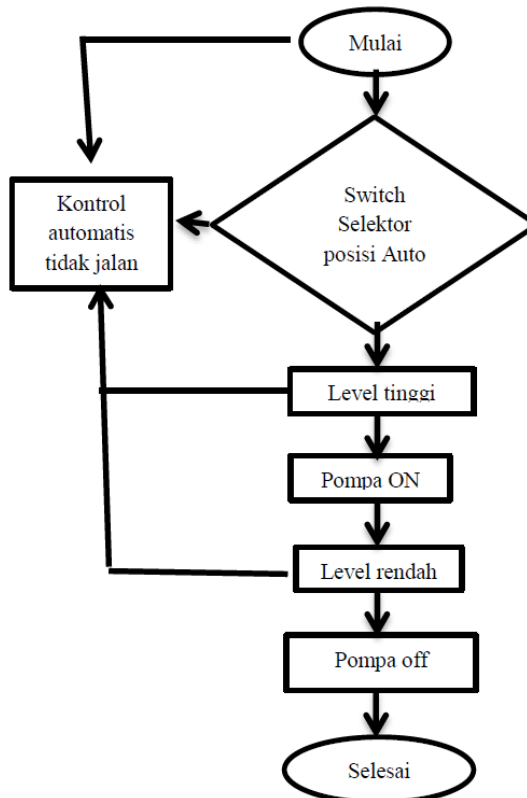 Mulai
Kontrol
automatis
tidak jalan
Switch
Selektor
posisi Auto
Level tinggi
Pompa ON
Level rendah
Pompa off
Selesai